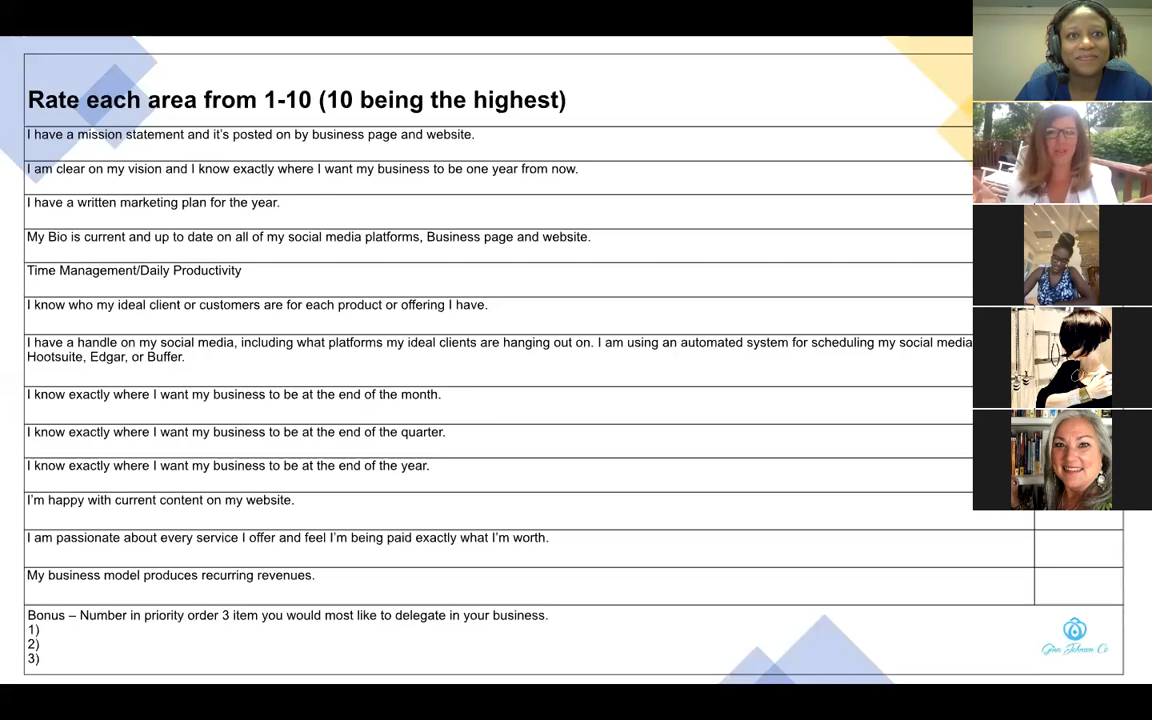 Rate each area from 1-10 (10 being the highest)
I have a mission statement and it's posted on by business page and website.
I am clear on my vision and I know exactly where I want my business to be one year from now.
I have a written marketing plan for the year.
My Bio is current and up to date on all of my social media platforms, Business page and website.
Time Management/Daily Productivity
I know who my ideal client or customers are for each product or offering I have.
I have a handle on my social media, including what platforms my ideal clients are hanging out on. I am using an automated system for scheduling my social media
Hootsuite, Edgar, or Buffer.
I know exactly where I want my business to be at the end of the month.
I know exactly where I want my business to be at the end of the quarter.
I know exactly where I want my business to be at the end of the year.
I'm happy with current content on my website.
I am passionate about every service I offer and feel I'm being paid exactly what I'm worth.
My business model produces recurring revenues.
Bonus – Number in priority order 3 item you would most like to delegate in your business.
1)
2)
3)
Johnson Co